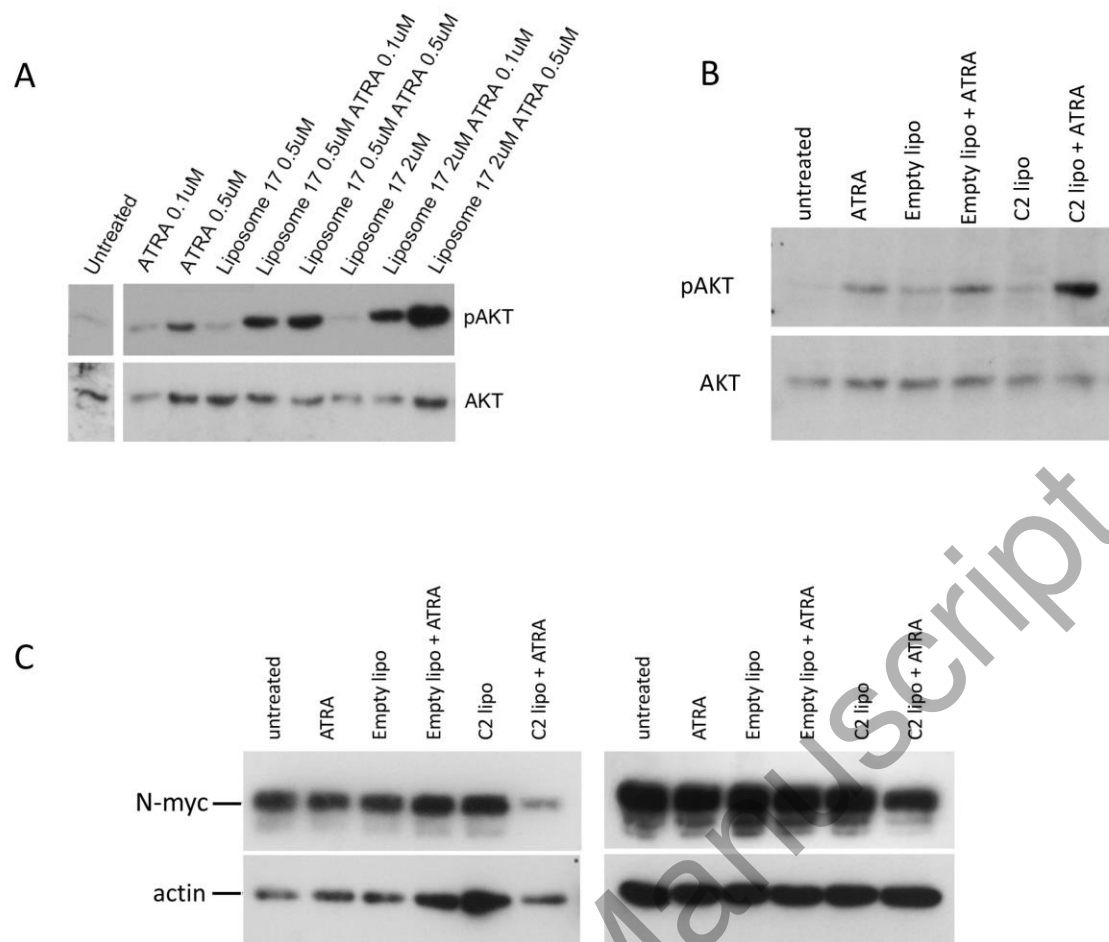 A
Untreated
ATRA 0.1uM
ATRA 0.5uM
Liposome 17 0.5uM
Liposome 17 0.5uM ATRA 0.1uM
Liposome 17 0.5uM ATRA 0.5uM
Liposome 17 2uM
Liposome 17 2uM ATRA 0.1uM
Liposome 17 2uM ATRA 0.5uM
pAKT
AKT
B
untreated
ATRA
Empty lipo
Empty lipo + ATRA
C2 lipo
C2 lipo + ATRA
pAKT
AKT
C
untreated
ATRA
Empty lipo
Empty lipo + ATRA
C2 lipo
C2 lipo + ATRA
untreated
ATRA
Empty lipo
Empty lipo + ATRA
C2 lipo
C2 lipo + ATRA
N-myc
actin
Manuscript